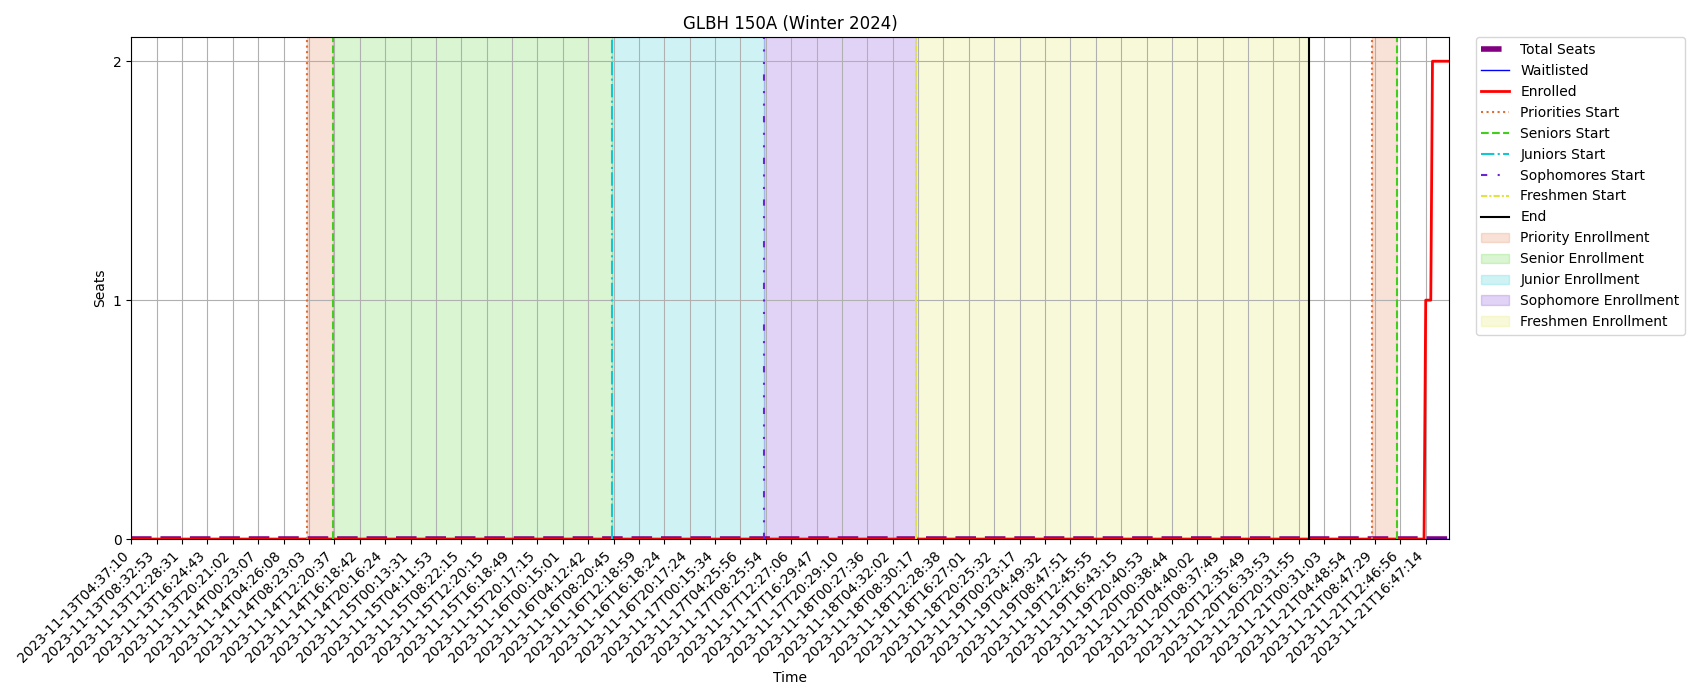 GLBH 150A (Winter 2024)
2
1
0
Seats
2023-11-13T04:37:10
2023-11-13T08:32:53
2023-11-13T12:28:31
2023-11-13T16:24:43
2023-11-13T20:21:02
2023-11-14T00:23:07
2023-11-14T04:26:08
2023-11-14T08:23:03
2023-11-14T12:20:37
2023-11-14T16:18:42
2023-11-14T20:16:24
2023-11-15T00:13:31
2023-11-15T04:11:53
2023-11-15T08:22:15
2023-11-15T12:20:15
2023-11-15T16:18:49
2023-11-15T20:17:15
2023-11-16T00:15:01
2023-11-16T04:12:42
2023-11-16T08:20:45
2023-11-16T12:18:59
2023-11-16T16:18:24
2023-11-16T20:17:24
2023-11-17T00:15:34
2023-11-17T04:25:56
2023-11-17T08:25:54
2023-11-17T12:27:06
2023-11-17T16:29:47
2023-11-17T20:29:10
2023-11-18T00:27:36
2023-11-18T04:32:02
2023-11-18T08:30:17
2023-11-18T12:28:38
2023-11-18T16:27:01
2023-11-18T20:25:32
2023-11-19T00:23:17
2023-11-19T04:49:32
2023-11-19T08:47:51
2023-11-19T12:45:55
2023-11-19T16:43:15
2023-11-19T20:40:53
2023-11-20T00:38:44
2023-11-20T04:40:02
2023-11-20T08:37:49
2023-11-20T12:35:49
2023-11-20T16:33:53
2023-11-20T20:31:55
2023-11-21T00:31:03
2023-11-21T04:48:54
2023-11-21T08:47:29
2023-11-21T12:46:56
2023-11-21T16:47:14
Time
Total Seats
Waitlisted
Enrolled
Priorities Start
Seniors Start
Juniors Start
Sophomores Start
Freshmen Start
End
Priority Enrollment
Senior Enrollment
Junior Enrollment
Sophomore Enrollment
Freshmen Enrollment